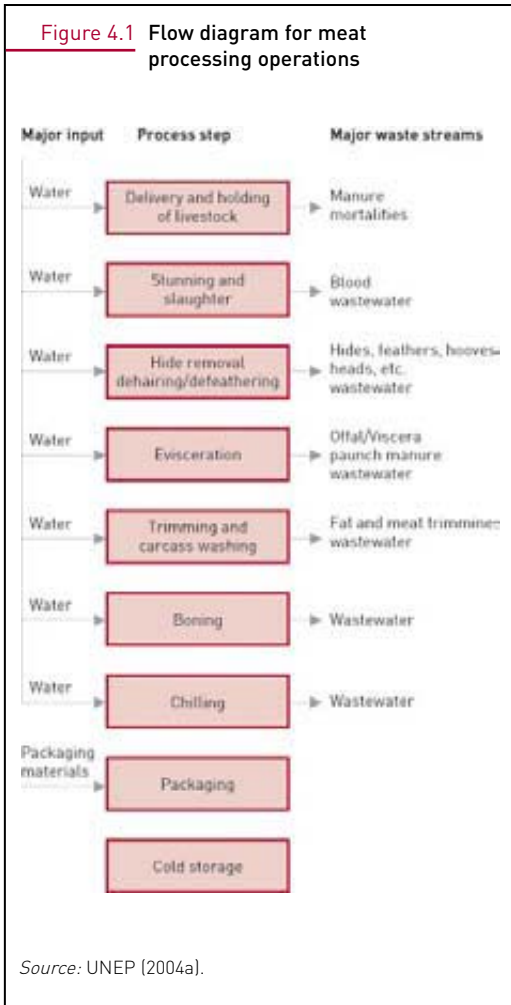 Figure 4.1 Flow diagram for meat
processing operations
Major input Process step Major waste streams
Water Delivery and holding of livestock Manure mortalities
Water Stunning and slaughter Blood wastewater
Water Hide removal dehairing/defeathering Hides, feathers, hooves heads, etc. wastewater
Water Evisceration Offal/Viscera paunch manure wastewater
Water Trimming and carcass washing Fat and meat wastewater
Water Boning Wastewater
Water Chilling Wastewater
Packaging materials Packaging
Cold storage
Source: UNEP (2004a).